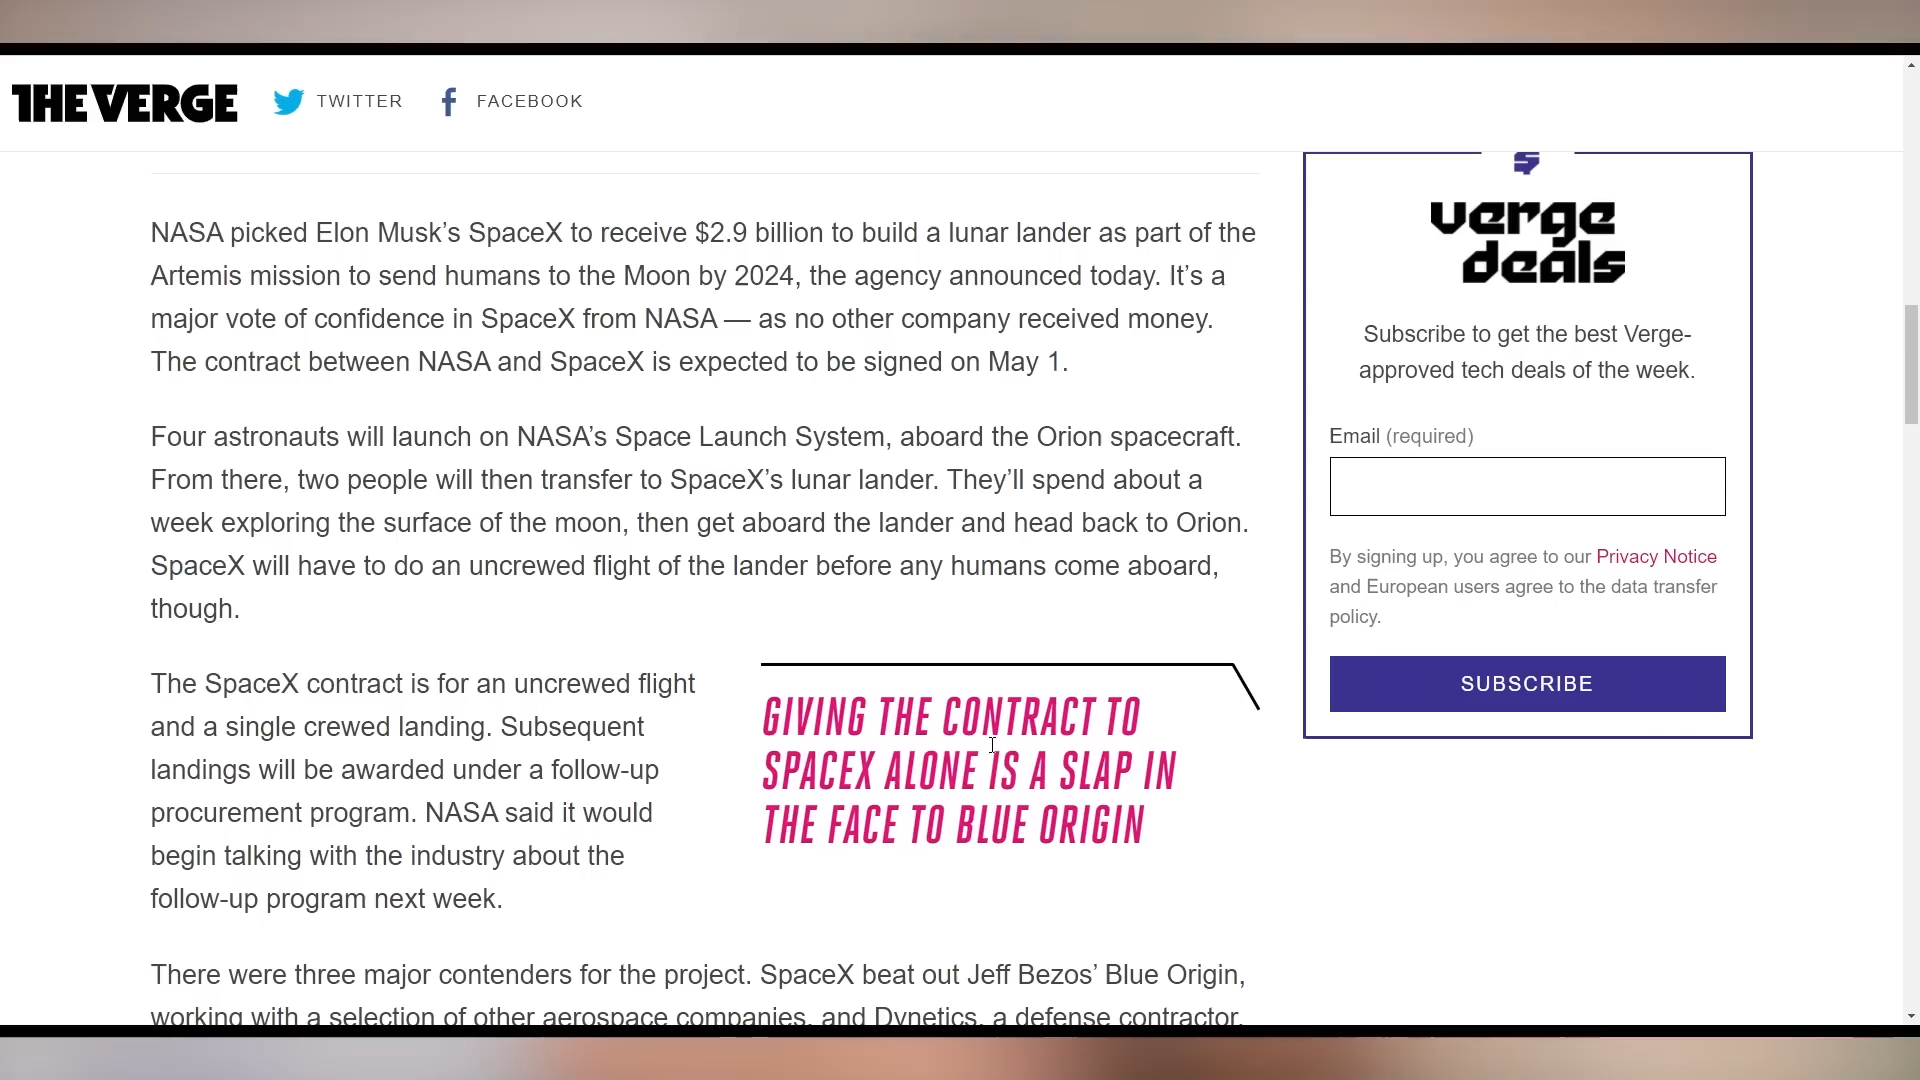 THE VERGE
TWITTER
FACEBOOK
NASA picked Elon Musk’s SpaceX to receive $2.9 billion to build a lunar lander as part of the
Artemis mission to send humans to the Moon by 2024, the agency announced today. It’s a
major vote of confidence in SpaceX from NASA — as no other company received money.
The contract between NASA and SpaceX is expected to be signed on May 1.
Four astronauts will launch on NASA’s Space Launch System, aboard the Orion spacecraft.
From there, two people will then transfer to SpaceX’s lunar lander. They’ll spend about a
week exploring the surface of the moon, then get aboard the lander and head back to Orion.
SpaceX will have to do an uncrewed flight of the lander before any humans come aboard,
though.
The SpaceX contract is for an uncrewed flight
and a single crewed landing. Subsequent
landings will be awarded under a follow-up
procurement program. NASA said it would
begin talking with the industry about the
follow-up program next week.
GIVING THE CONTRACT TO
SPACEX ALONE IS A SLAP IN
THE FACE TO BLUE ORIGIN
There were three major contenders for the project. SpaceX beat out Jeff Bezos’ Blue Origin,
working with a selection of other aerospace companies, and Dynetics, a defense contractor.
verge
deals
Subscribe to get the best Verge-
approved tech deals of the week.
Email (required)
By signing up, you agree to our Privacy Notice
and European users agree to the data transfer
policy.
SUBSCRIBE